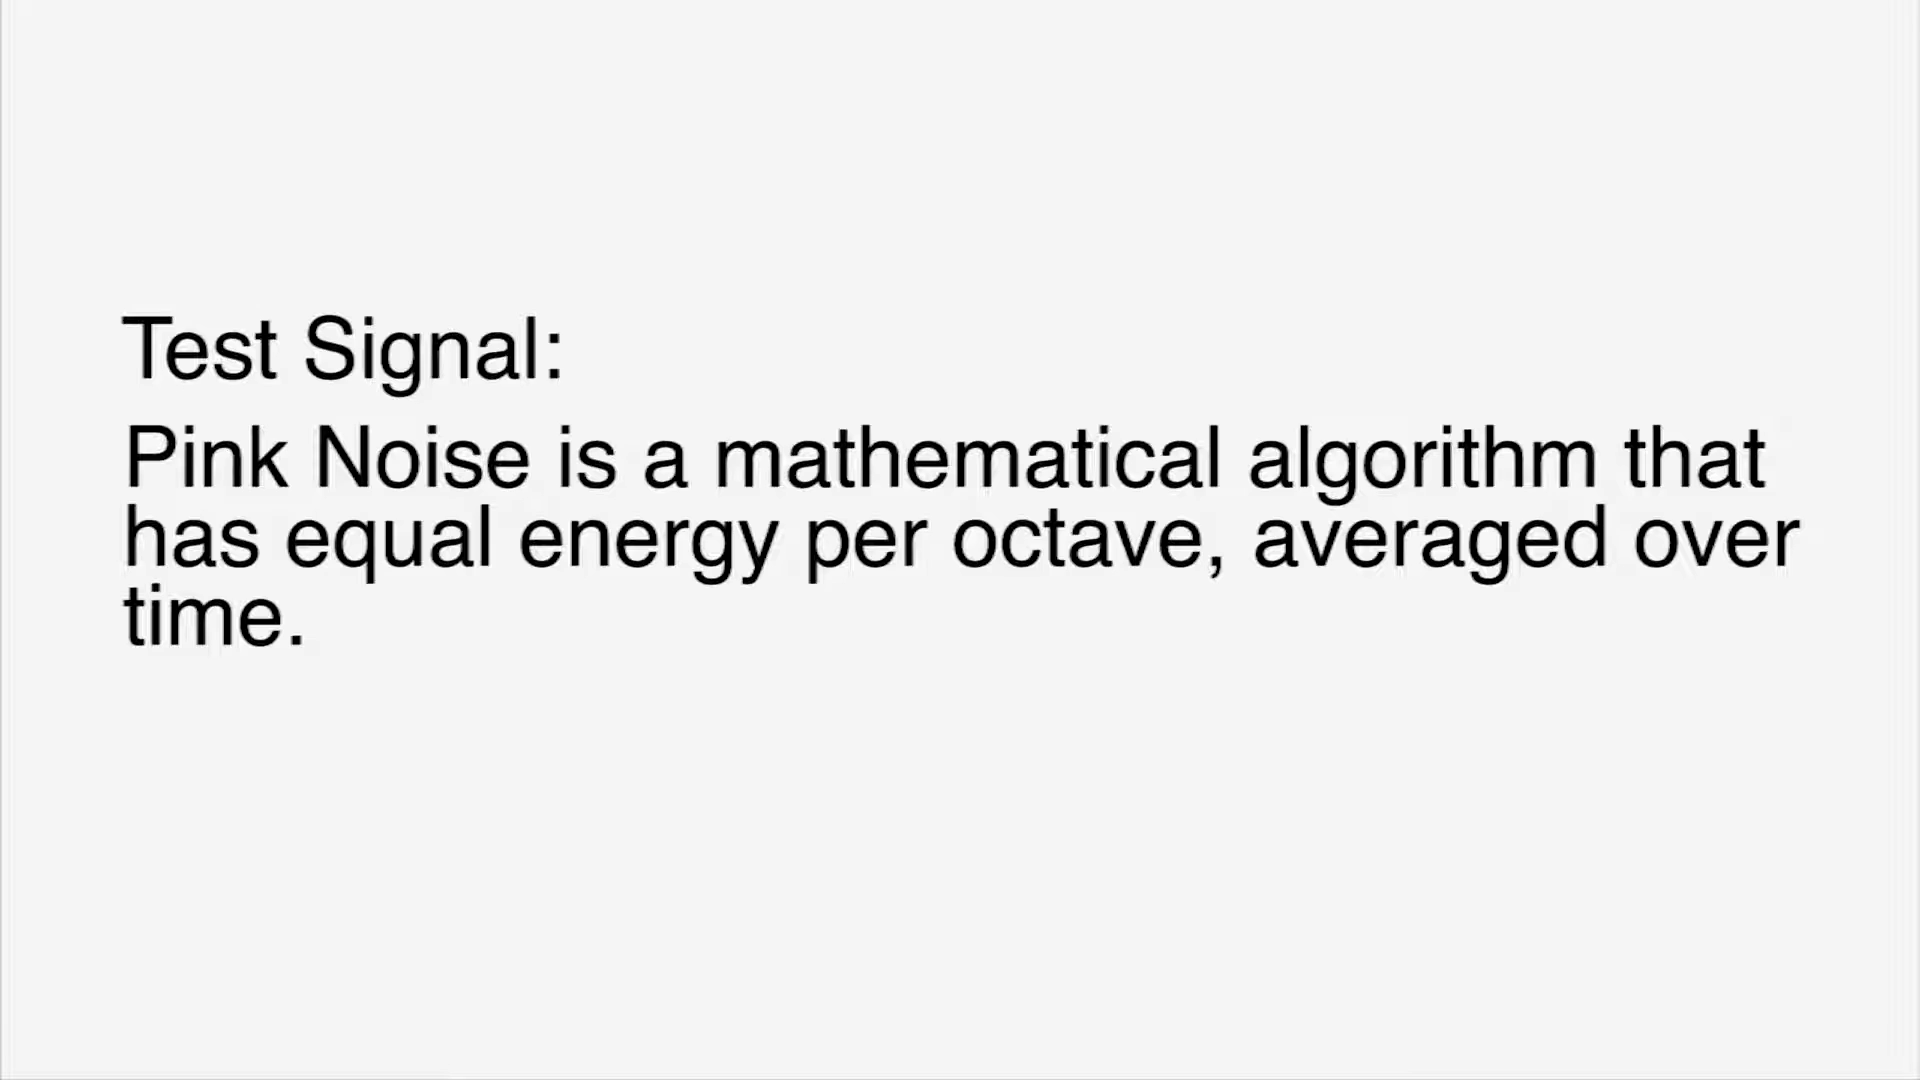 Test Signal:
Pink Noise is a mathematical algorithm that
has equal energy per octave, averaged over
time.